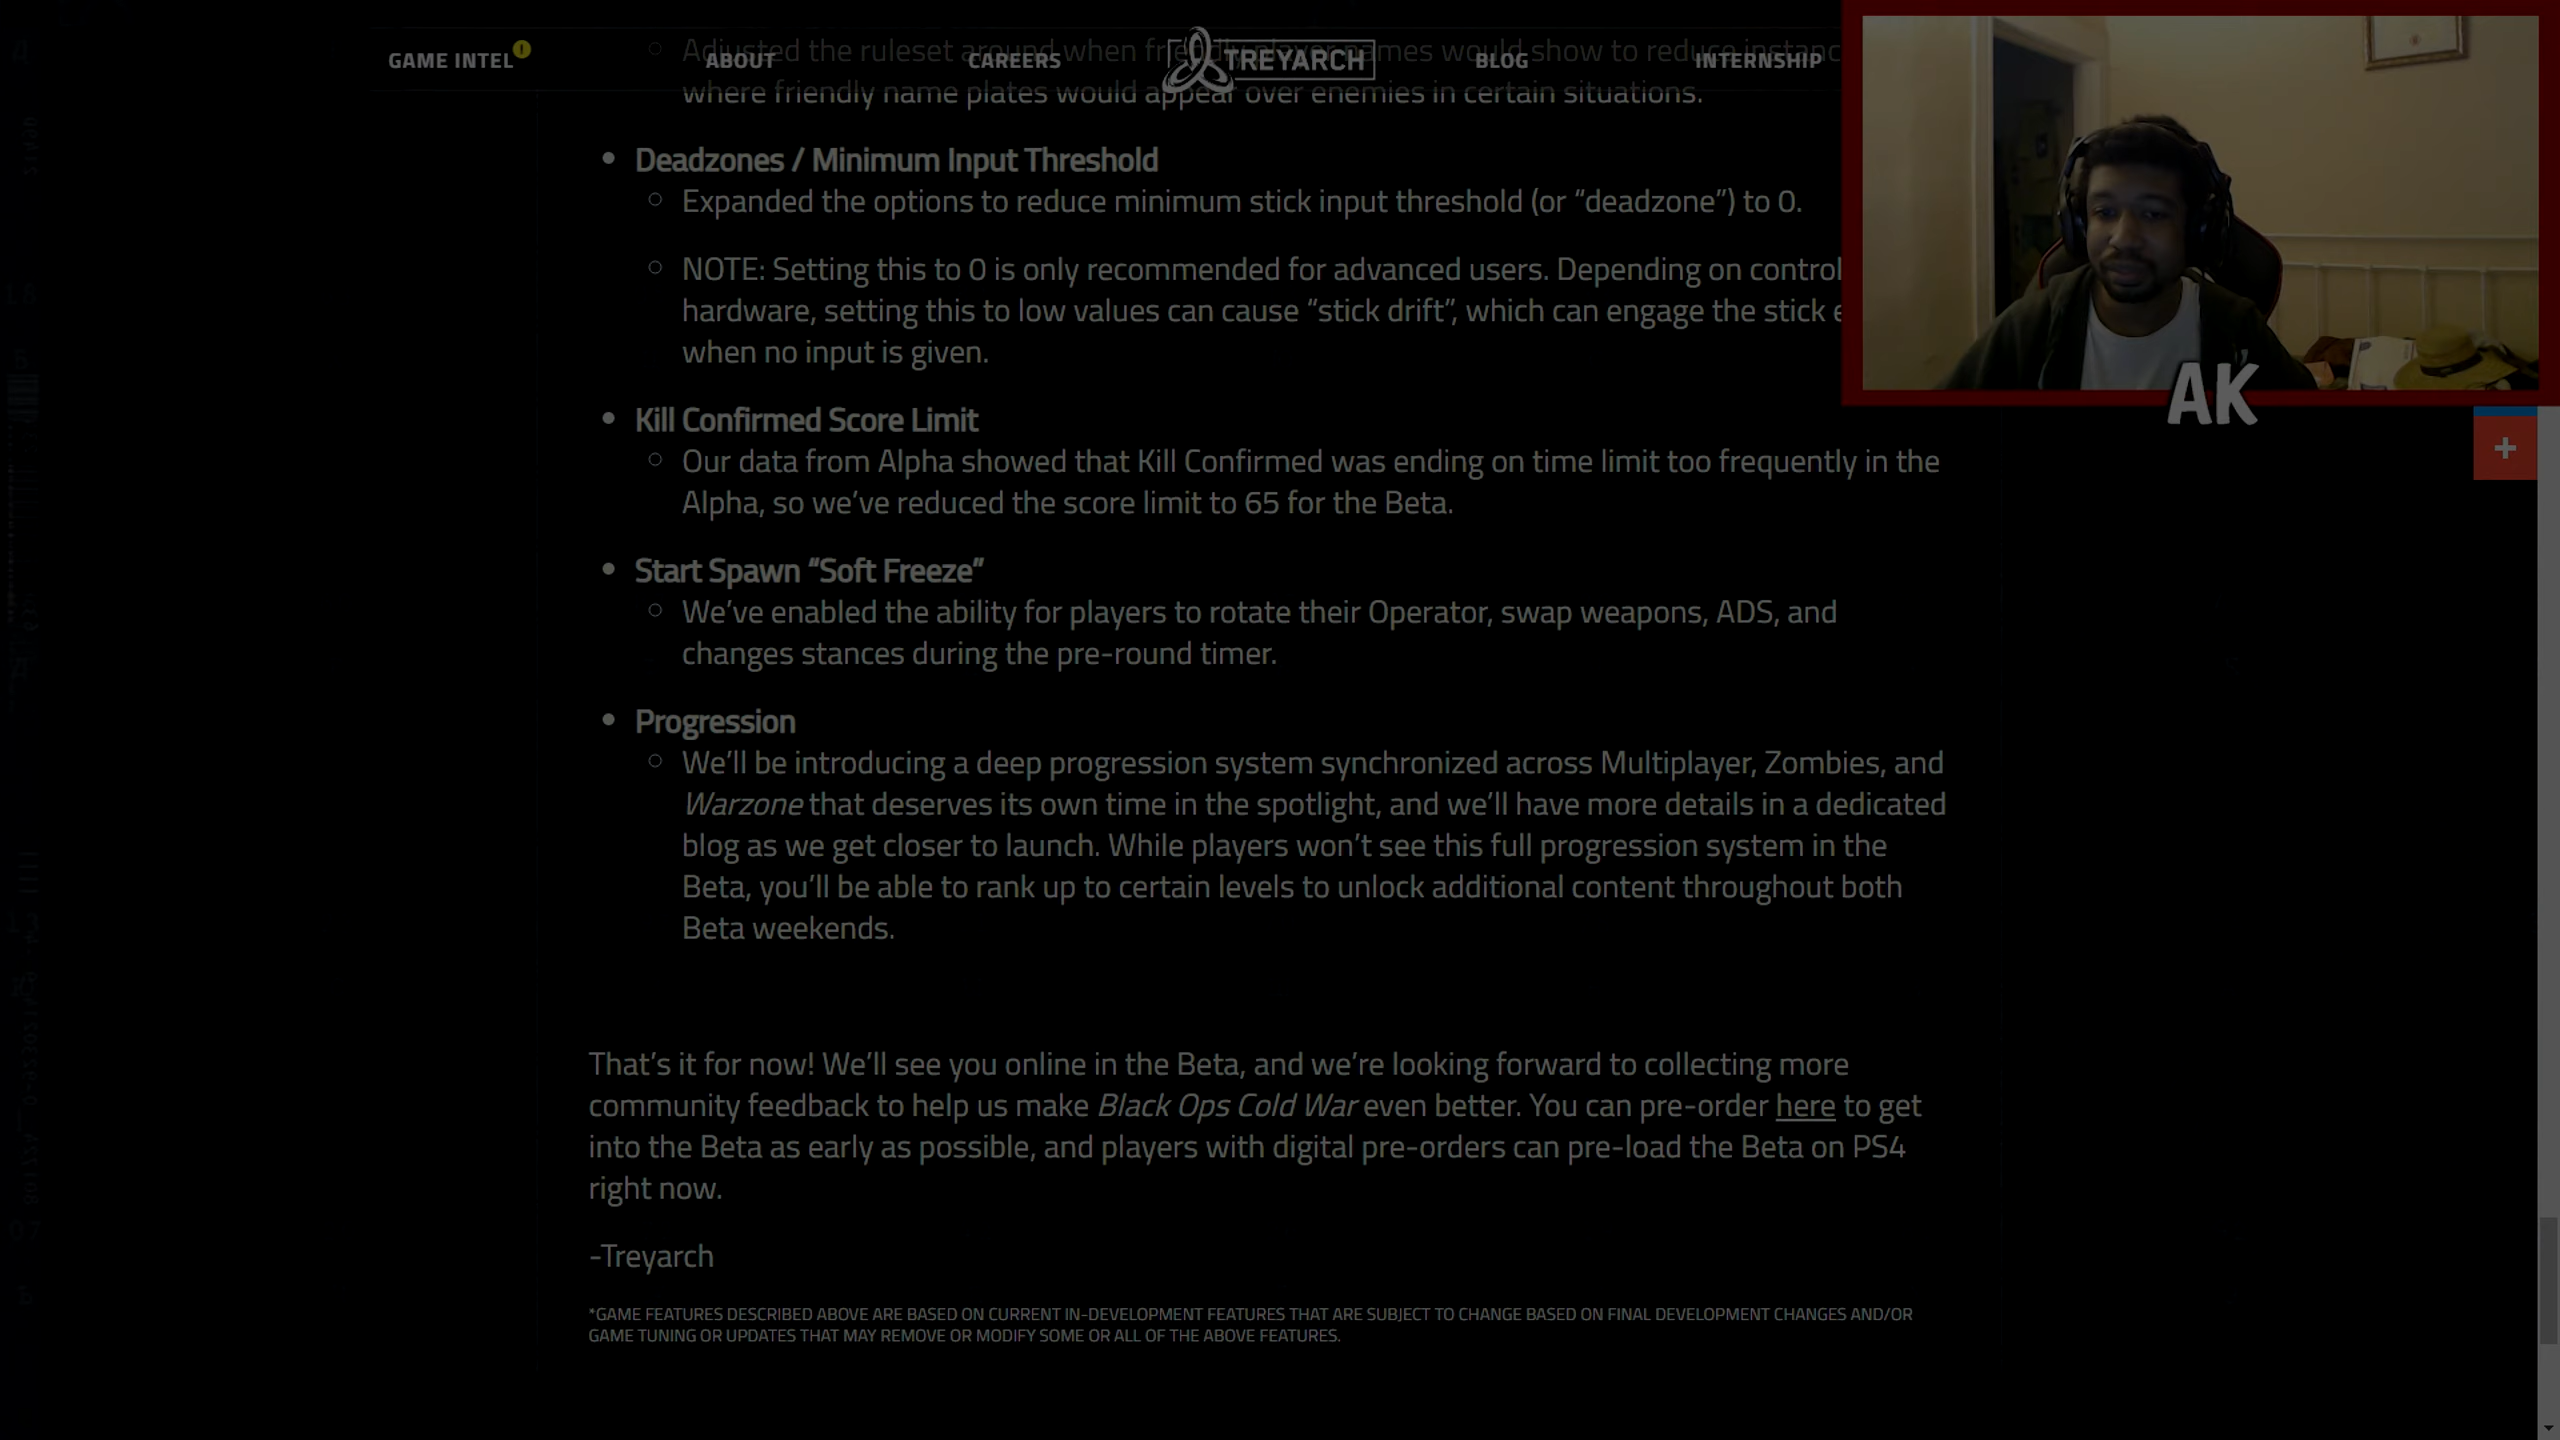 GAME INTEL ABOUT CAREERS TREYARCH BLOG INTERNSHIP
Adjusted the ruleset around when friendly player names would show to reduce
where friendly name plates would appear over enemies in certain situations.
Deadzones / Minimum Input Threshold
Expanded the options to reduce minimum stick input threshold (or “deadzone”) to 0.
NOTE: Setting this to 0 is only recommended for advanced users. Depending on control
hardware, setting this to low values can cause “stick drift”, which can engage the stick
when no input is given.
AK
Kill Confirmed Score Limit
Our data from Alpha showed that Kill Confirmed was ending on time limit too frequently in the
Alpha, so we’ve reduced the score limit to 65 for the Beta.
Start Spawn “Soft Freeze”
We’ve enabled the ability for players to rotate their Operator, swap weapons, ADS, and
changes stances during the pre-round timer.
Progression
We’ll be introducing a deep progression system synchronized across Multiplayer, Zombies, and
Warzone that deserves its own time in the spotlight, and we’ll have more details in a dedicated
blog as we get closer to launch. While players won’t see this full progression system in the
Beta, you’ll be able to rank up to certain levels to unlock additional content throughout both
Beta weekends.
That’s it for now! We’ll see you online in the Beta, and we’re looking forward to collecting more
community feedback to help us make Black Ops Cold War even better. You can pre-order here to get
into the Beta as early as possible, and players with digital pre-orders can pre-load the Beta on PS4
right now.
-Treyarch
*GAME FEATURES DESCRIBED ABOVE ARE BASED ON CURRENT IN-DEVELOPMENT FEATURES THAT ARE SUBJECT TO CHANGE BASED ON FINAL DEVELOPMENT CHANGES AND/OR
GAME TUNING OR UPDATES THAT MAY REMOVE OR MODIFY SOME OR ALL OF THE ABOVE FEATURES.